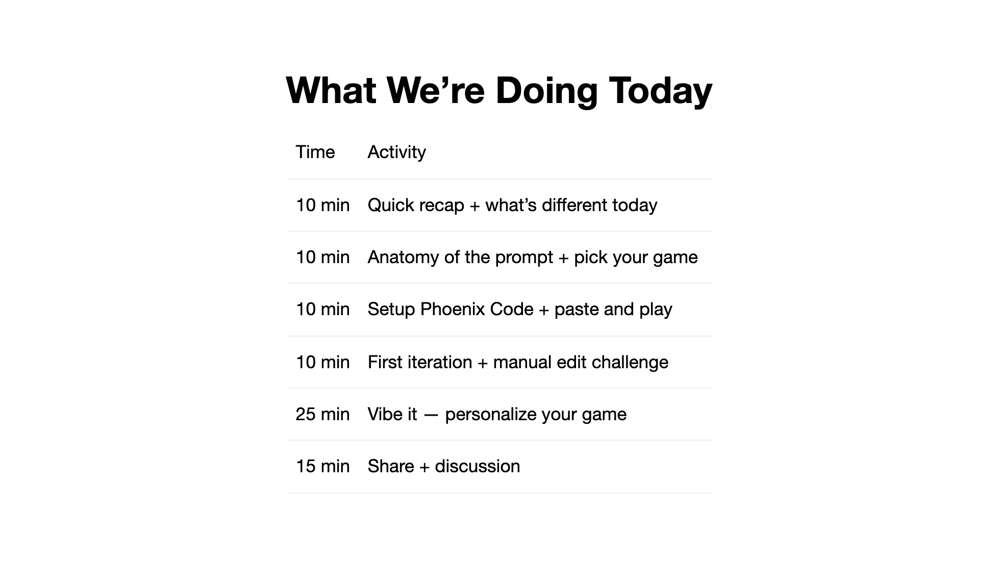 What We’re Doing Today
Time Activity
10 min Quick recap + what’s different today
10 min Anatomy of the prompt + pick your game
10 min Setup Phoenix Code + paste and play
10 min First iteration + manual edit challenge
25 min Vibe it — personalize your game
15 min Share + discussion